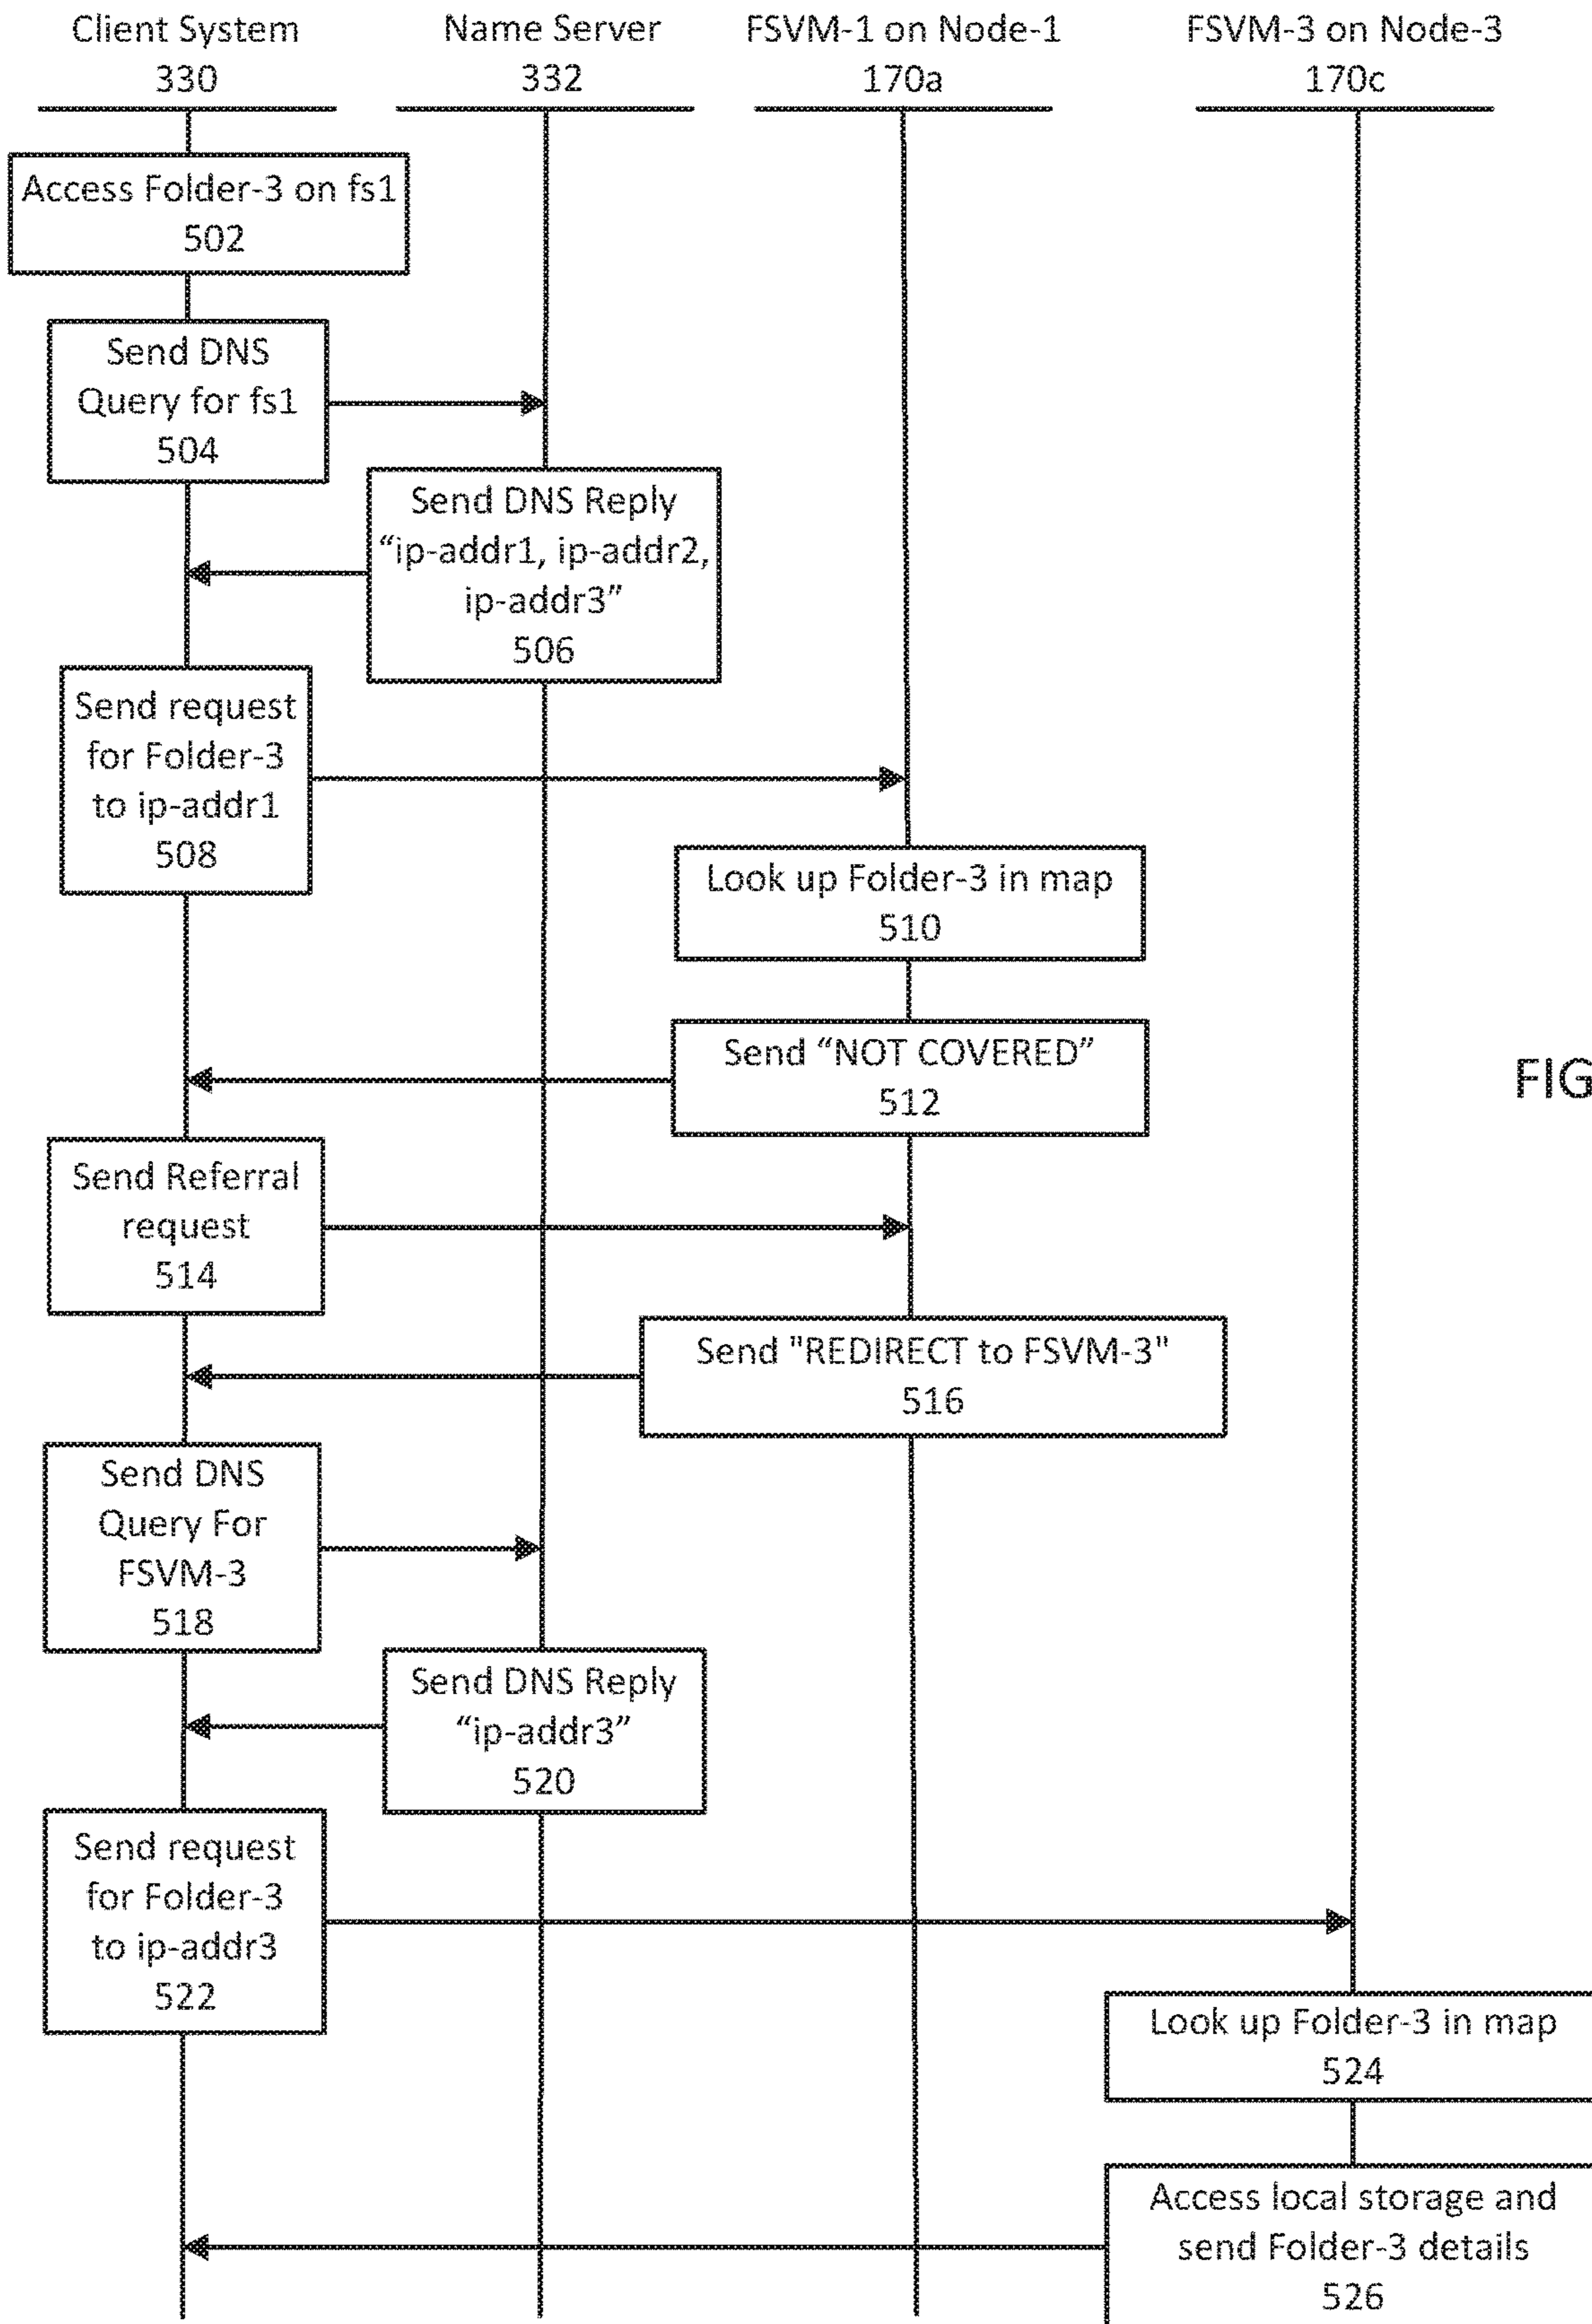 Client System
330
Name Server
332
FSVM-1 on Node-1
170a
FSVM-3 on Node-3
170c
Access Folder-3 on fs1
502
Send DNS
Query for fs1
504
Send DNS Reply
“ip-addr1, ip-addr2,
ip-addr3”
506
Send request
for Folder-3
to ip-addr1
508
Look up Folder-3 in map
510
Send “NOT COVERED”
512
FIG
Send Referral
request
514
Send "REDIRECT to FSVM-3"
516
Send DNS
Query For
FSVM-3
518
Send DNS Reply
“ip-addr3”
520
Send request
for Folder-3
to ip-addr3
522
Look up Folder-3 in map
524
Access local storage and
send Folder-3 details
526